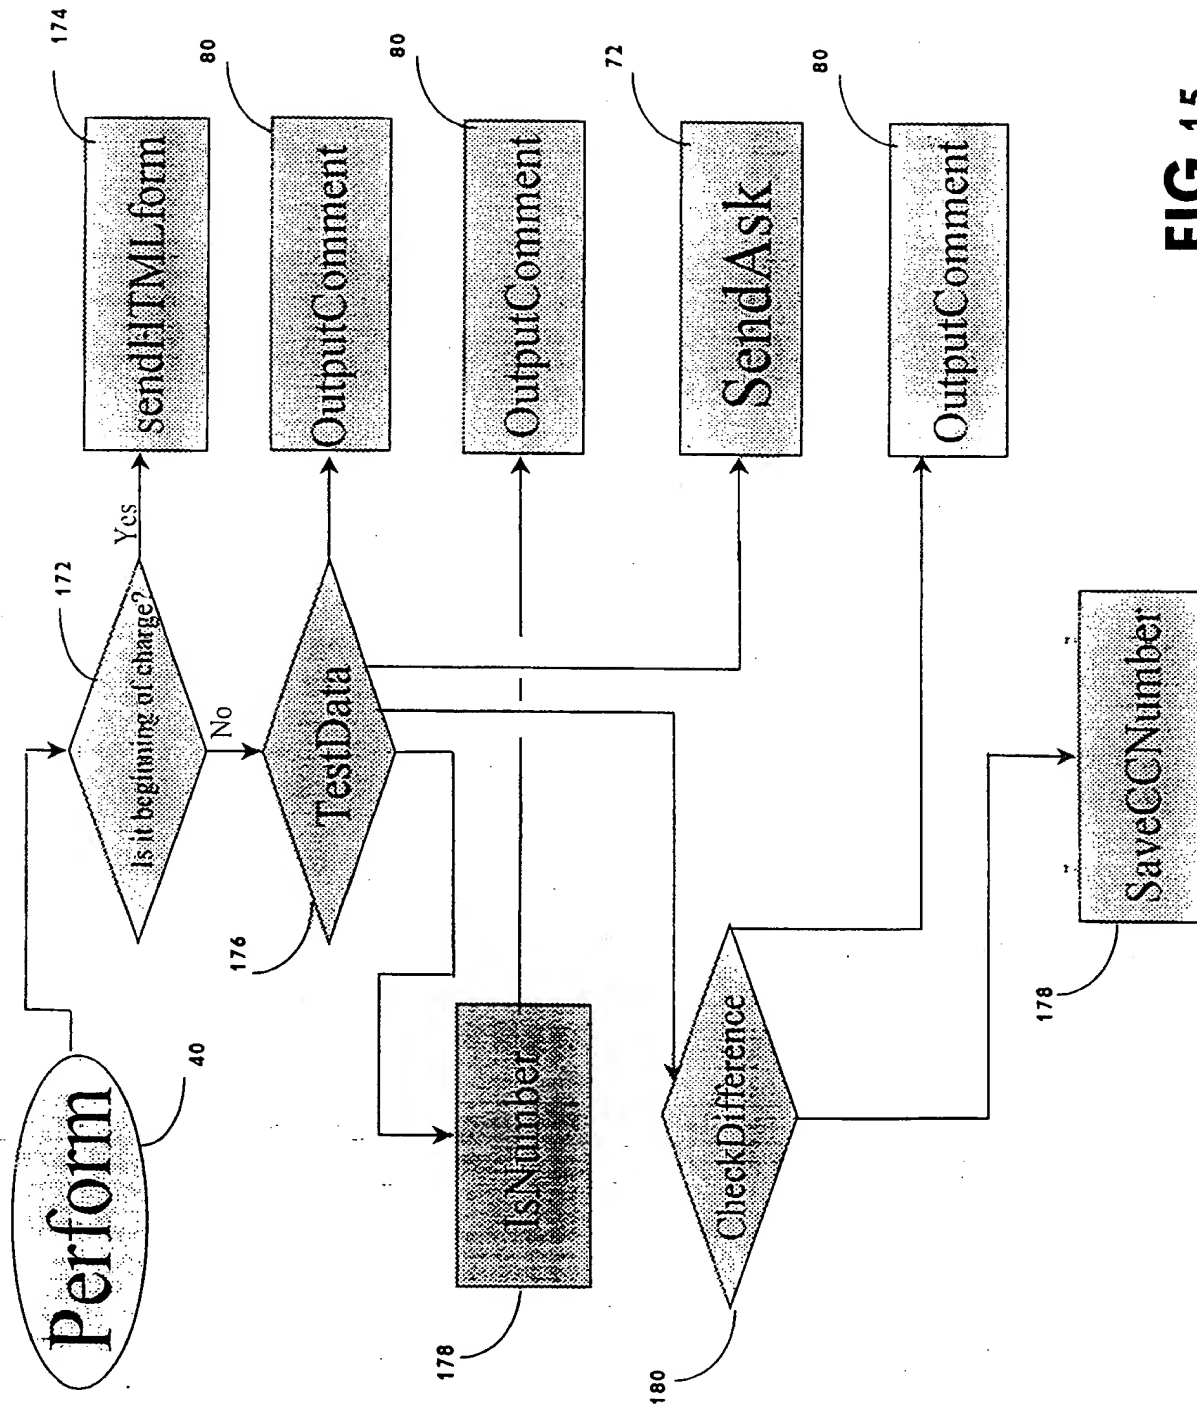 Perform
40
Is it beginning of charge?
172
Yes
sendHTMLform
174
No
TestData
176
OutputComment
80
IsNumber
178
OutputComment
80
SendAsk
72
CheckDifference
180
OutputComment
80
SaveCCNumber
178
FIG 15